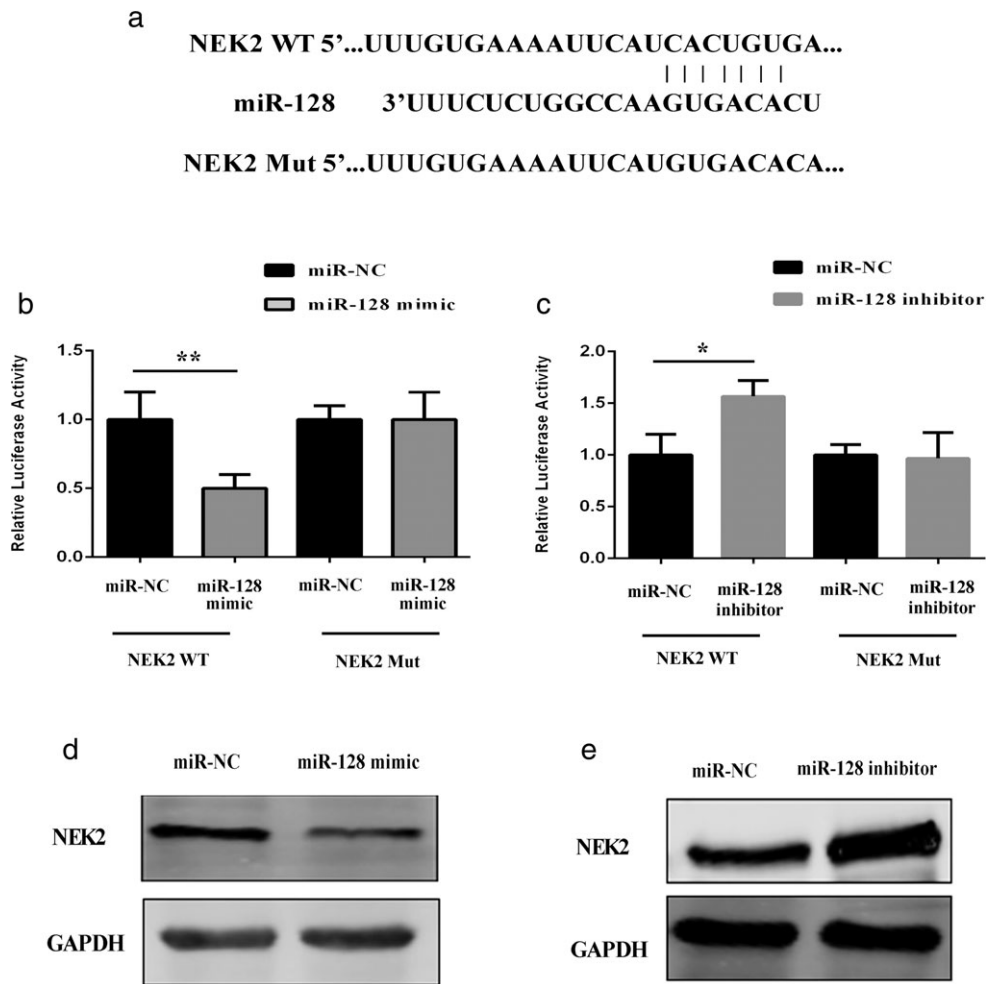 a
NEK2 WT 5'...UUUGUGAAAAUUCAUCACUGUGA...
miR-128 3'UUUCUCUGGCCAAGUGACACU
NEK2 Mut 5'...UUUGUGAAAAUUCAUGUGACACA...
b
miR-NC
miR-128 mimic
Relative Luciferase Activity
1.5
1.0
0.5
0.0
**
miR-NC
miR-128 mimic
miR-NC
miR-128 mimic
NEK2 WT
NEK2 Mut
c
miR-NC
miR-128 inhibitor
Relative Luciferase Activity
2.0
1.5
1.0
0.5
0.0
*
miR-NC
miR-128 inhibitor
miR-NC
miR-128 inhibitor
NEK2 WT
NEK2 Mut
d
miR-NC miR-128 mimic
NEK2
GAPDH
e
miR-NC miR-128 inhibitor
NEK2
GAPDH